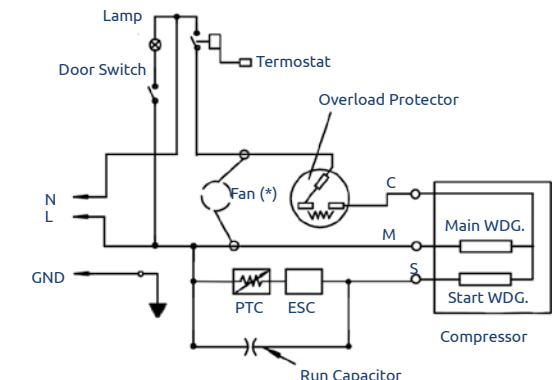 Lamp
Termostat
Door Switch
Overload Protector
N
L
Fan (*)
C
M
Main WDG.
GND
S
PTC
ESC
Start WDG.
Compressor
Run Capacitor